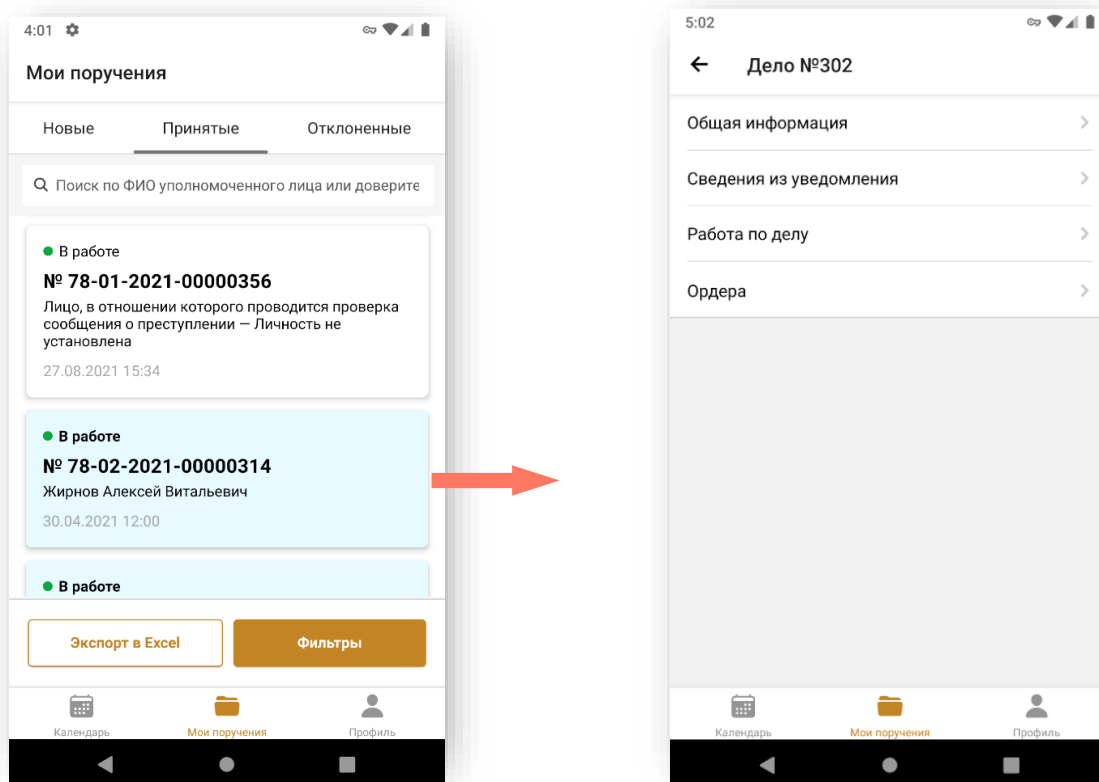 4:01
Мои поручения
Новые Принятые Отклоненные
Поиск по ФИО уполномоченного лица или доверите
В работе
№ 78-01-2021-00000356
Лицо, в отношении которого проводится проверка
сообщения о преступлении — Личность не
установлена
27.08.2021 15:34
В работе
№ 78-02-2021-00000314
Жирнов Алексей Витальевич
30.04.2021 12:00
В работе
Экспорт в Excel Фильтры
Календарь Мои поручения Профиль
5:02
Дело №302
Общая информация
Сведения из уведомления
Работа по делу
Ордера
Календарь Мои поручения Профиль